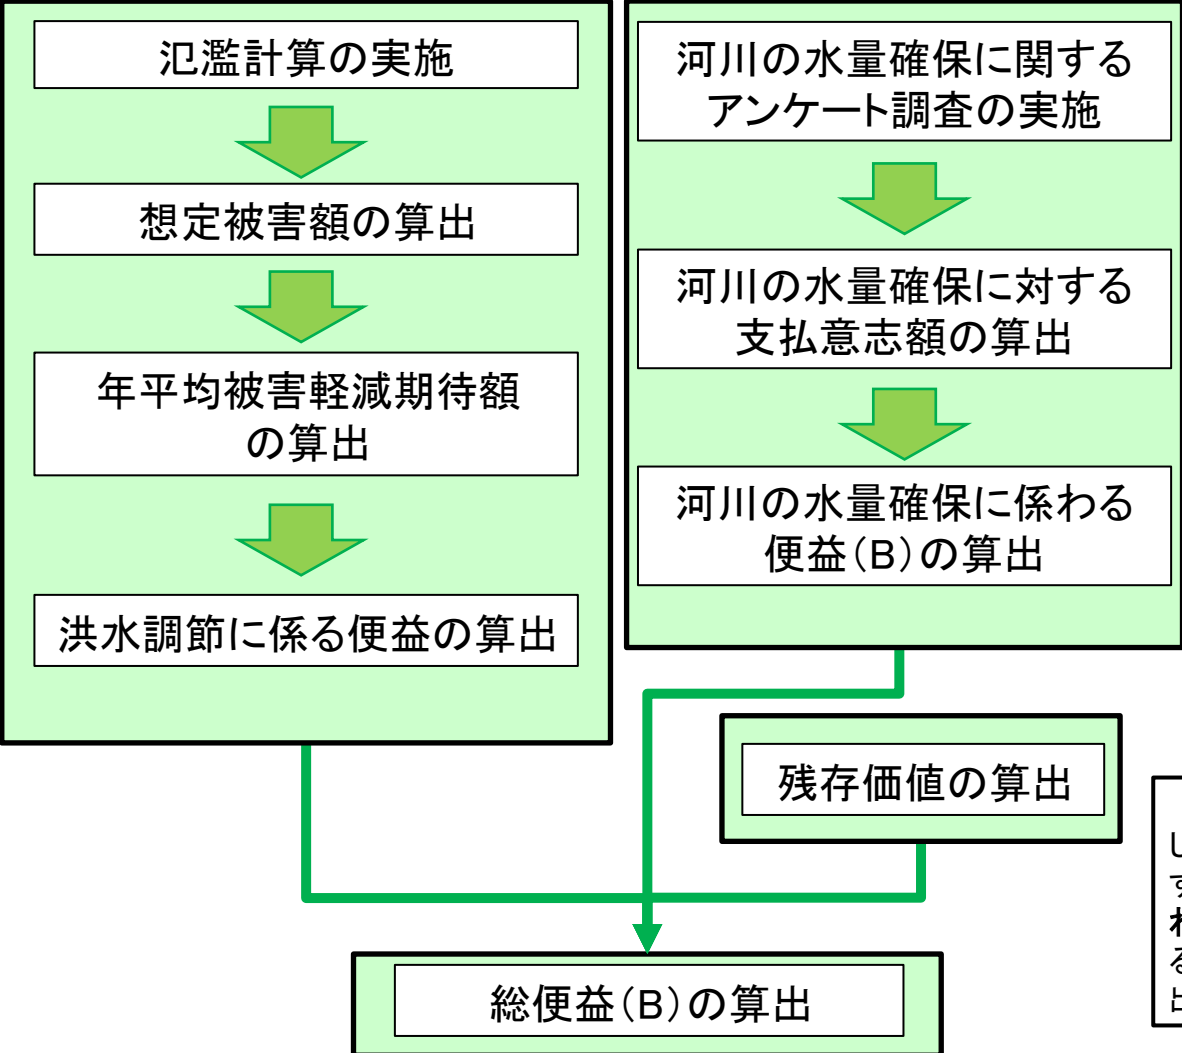 氾濫計算の実施
想定被害額の算出
年平均被害軽減期待額
の算出
洪水調節に係る便益の算出
河川の水量確保に関する
アンケート調査の実施
河川の水量確保に対する
支払意志額の算出
河川の水量確保に係わる
便益(B)の算出
残存価値の算出
総便益(B)の算出
し
す
る